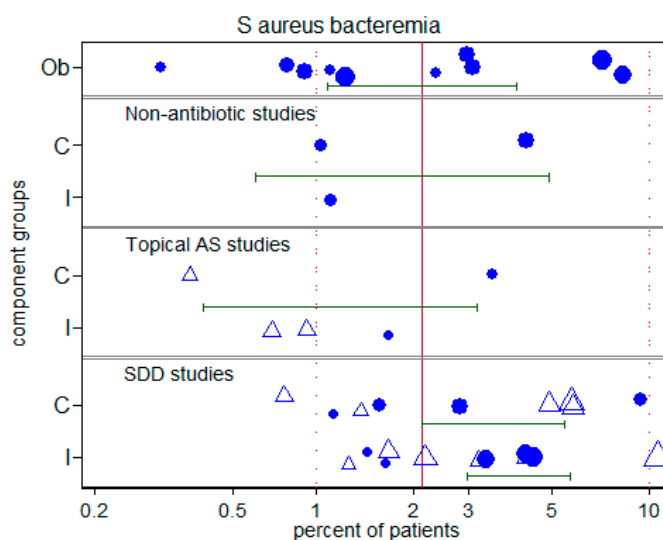 S aureus bacteremia
Ob
Non-antibiotic studies
C
I
Topical AS studies
C
I
SDD studies
C
I
component groups
0.2 0.5 1 2 3 5 10
percent of patients